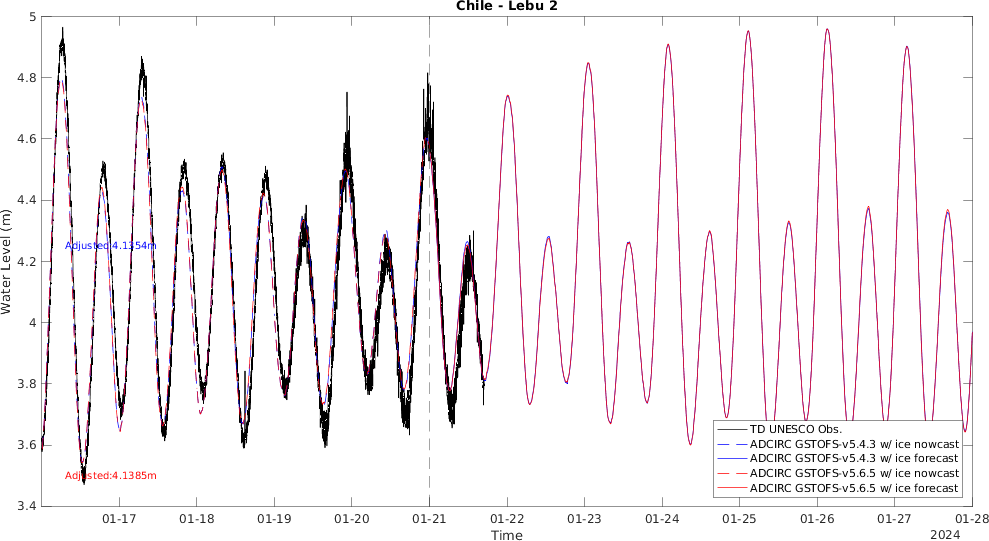 Chile - Lebu 2
5
4.8
4.6
4.4
4.2
4
3.8
3.6
3.4
Water Level (m)
Adjusted:4.1354m
Adjusted:4.1385m
TD UNESCO Obs.
ADCIRC GSTOFS-v5.4.3 w/ ice nowcast
ADCIRC GSTOFS-v5.4.3 w/ ice forecast
ADCIRC GSTOFS-v5.6.5 w/ ice nowcast
ADCIRC GSTOFS-v5.6.5 w/ ice forecast
01-17 01-18 01-19 01-20 01-21 01-22 01-23 01-24 01-25 01-26 01-27 01-28
Time
2024